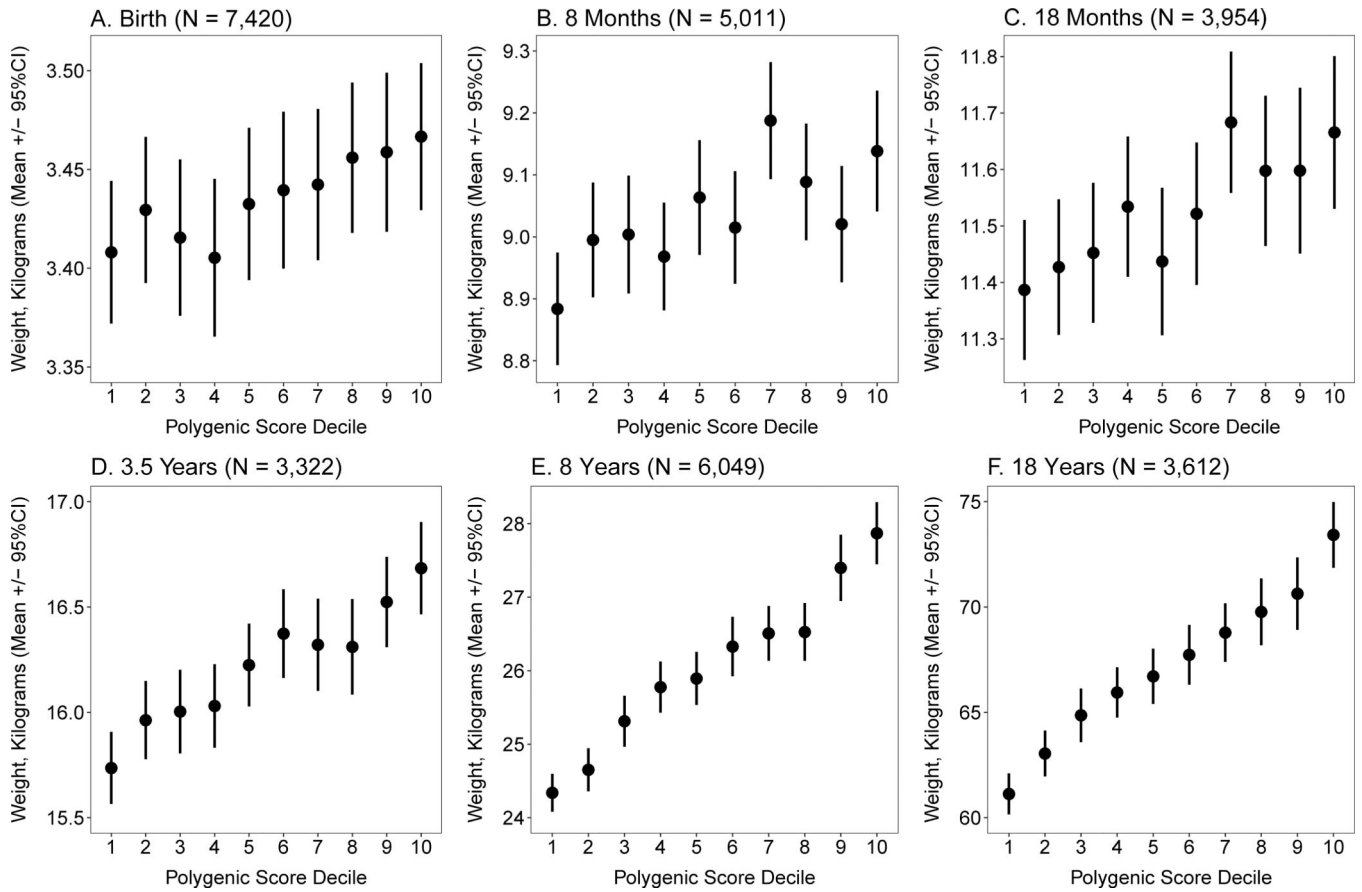 A. Birth (N = 7,420)
Weight, Kilograms (Mean +/− 95%CI)
3.50
3.45
3.40
3.35
1 2 3 4 5 6 7 8 9 10
Polygenic Score Decile
B. 8 Months (N = 5,011)
Weight, Kilograms (Mean +/− 95%CI)
9.3
9.2
9.1
9.0
8.9
8.8
1 2 3 4 5 6 7 8 9 10
Polygenic Score Decile
C. 18 Months (N = 3,954)
Weight, Kilograms (Mean +/− 95%CI)
11.8
11.7
11.6
11.5
11.4
11.3
1 2 3 4 5 6 7 8 9 10
Polygenic Score Decile
D. 3.5 Years (N = 3,322)
Weight, Kilograms (Mean +/− 95%CI)
17.0
16.5
16.0
15.5
1 2 3 4 5 6 7 8 9 10
Polygenic Score Decile
E. 8 Years (N = 6,049)
Weight, Kilograms (Mean +/− 95%CI)
28
27
26
25
24
1 2 3 4 5 6 7 8 9 10
Polygenic Score Decile
F. 18 Years (N = 3,612)
Weight, Kilograms (Mean +/− 95%CI)
75
70
65
60
1 2 3 4 5 6 7 8 9 10
Polygenic Score Decile